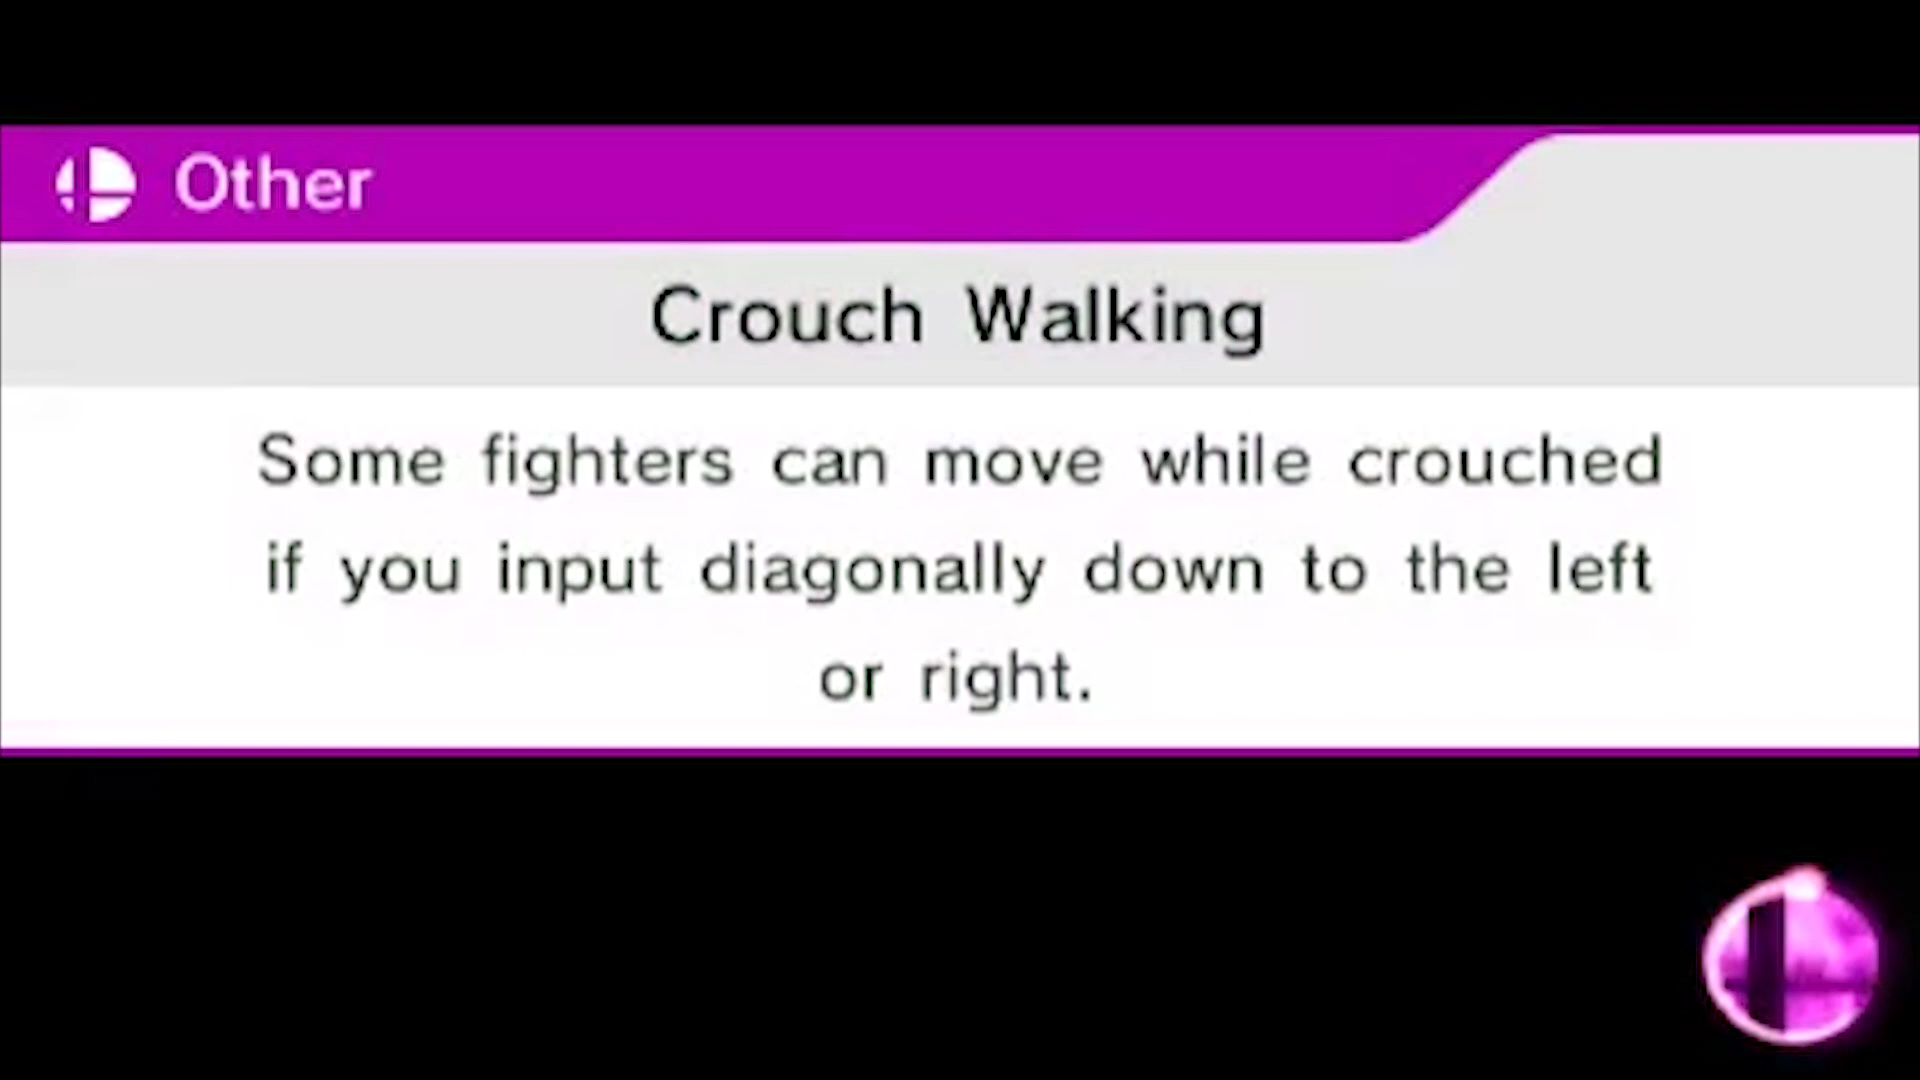 Other
Crouch Walking
Some fighters can move while crouched
if you input diagonally down to the left
or right.